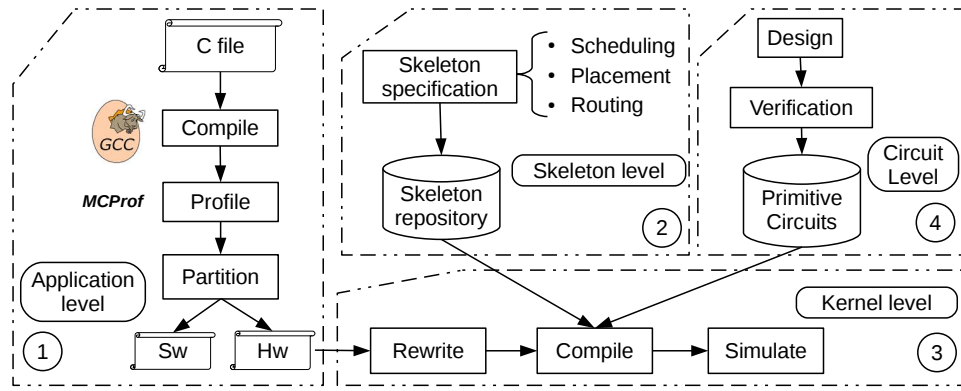 C file
Compile
GCC
MCProf
Profile
Partition
Application
level
1
Sw
Hw
Skeleton
specification
• Scheduling
• Placement
• Routing
Skeleton
repository
Skeleton level
2
Design
Verification
Primitive
Circuits
Circuit
Level
4
Kernel level
Rewrite
Compile
Simulate
3